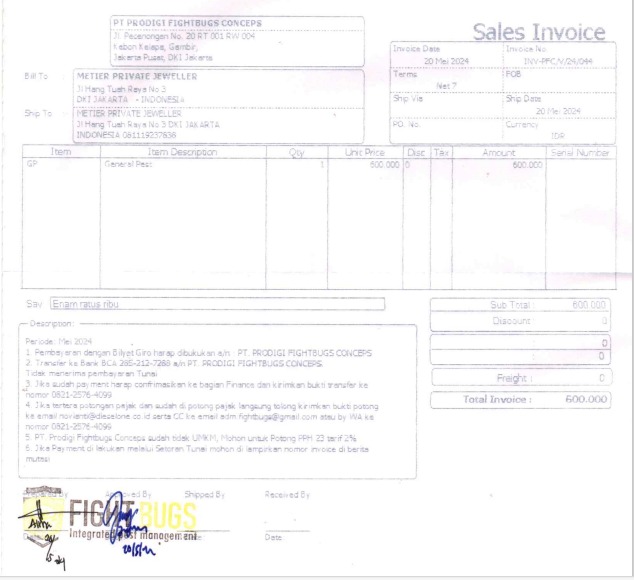 PT PRODIGI FIGHTBUGS CONCEPS
Jl. Pecenongan No. 20 RT 001 RW 004
Kebon Kelapa, Gambir,
Jakarta Pusat, DKI Jakarta
Sales Invoice
Invoice Date
20 Mei 2024
Invoice No
INV-PFC/V/24/044
Terms
Net 7
FOB
Ship Via
Ship Date
20 Mei 2024
PO. No.
Currency
IDR
Bill To
METIER PRIVATE JEWELLER
Jl Hang Tuah Raya No 3
DKI JAKARTA - INDONESIA
Ship To
METIER PRIVATE JEWELLER
Jl Hang Tuah Raya No 3 DKI JAKARTA
INDONESIA 081119237838
Item Item Description Qty Unit Price Disc Tax Amount Serial Number
GP General Pest 1 600.000 0 600.000
Say Enam ratus ribu
Sub Total : 600.000
Discount : 0
0
: 0
Freight : 0
Total Invoice : 600.000
Description:
Periode : Mei 2024
1. Pembayaran dengan Bilyet Giro harap dibukukan a/n : PT. PRODIGI FIGHTBUGS CONCEPS
2. Transfer ke Bank BCA 285-212-7288 a/n PT. PRODIGI FIGHTBUGS CONCEPS
Tidak menerima pembayaran Tunai
3. Jika sudah payment harap confirmasikan ke bagian Finance dan kirimkan bukti transfer ke
nomor 0821-2576-4099
4. Jika tertera potongan pajak dan sudah di potong pajak langsung tolong kirimkan bukti potong
ke email novianti@dieselone.co.id serta CC ke email adm.fightbugs@gmail.com atau by WA ke
nomor 0821-2576-4099
5. PT. Prodigi Fightbugs Conceps sudah tidak UMKM, Mohon untuk Potong PPH 23 tarif 2%
6. Jika Payment di lakukan melalui Setoran Tunai mohon di lampirkan nomor invoice di berita
mutasi
Prepared By Approved By Shipped By Received By
FIGHT BUGS
Integrated pest management
Date
20/5/24